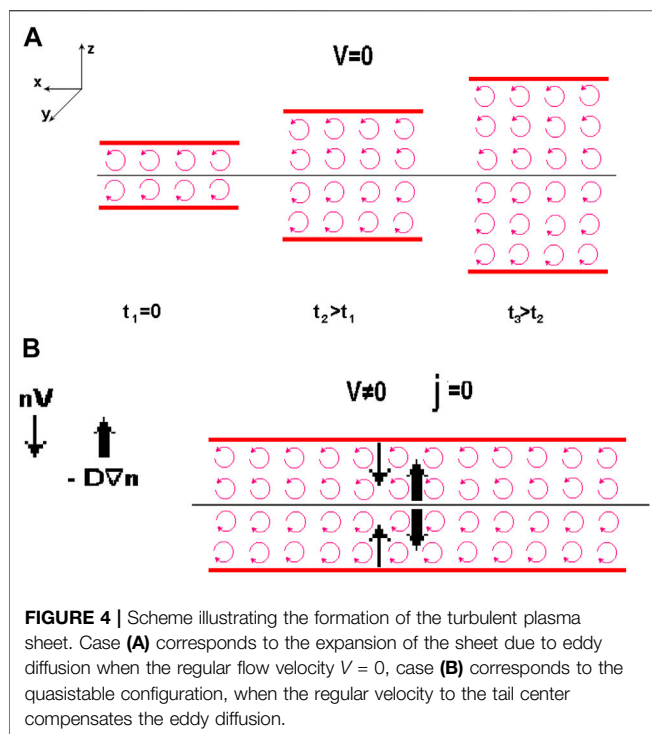 A
z
x
y
V=0
t₁=0
t₂>t₁
t₃>t₂
B
nV
- D∇n
V≠0 j=0
FIGURE 4 | Scheme illustrating the formation of the turbulent plasma
sheet. Case (A) corresponds to the expansion of the sheet due to eddy
diffusion when the regular flow velocity V = 0, case (B) corresponds to the
quasistable configuration, when the regular velocity to the tail center
compensates the eddy diffusion.